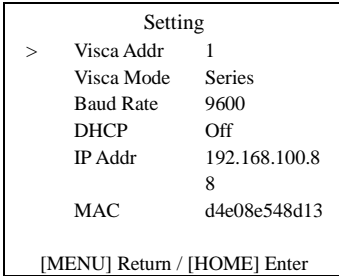 Setting
> Visca Addr 1
Visca Mode Series
Baud Rate 9600
DHCP Off
IP Addr 192.168.100.8
8
MAC d4e08e548d13
[MENU] Return / [HOME] Enter